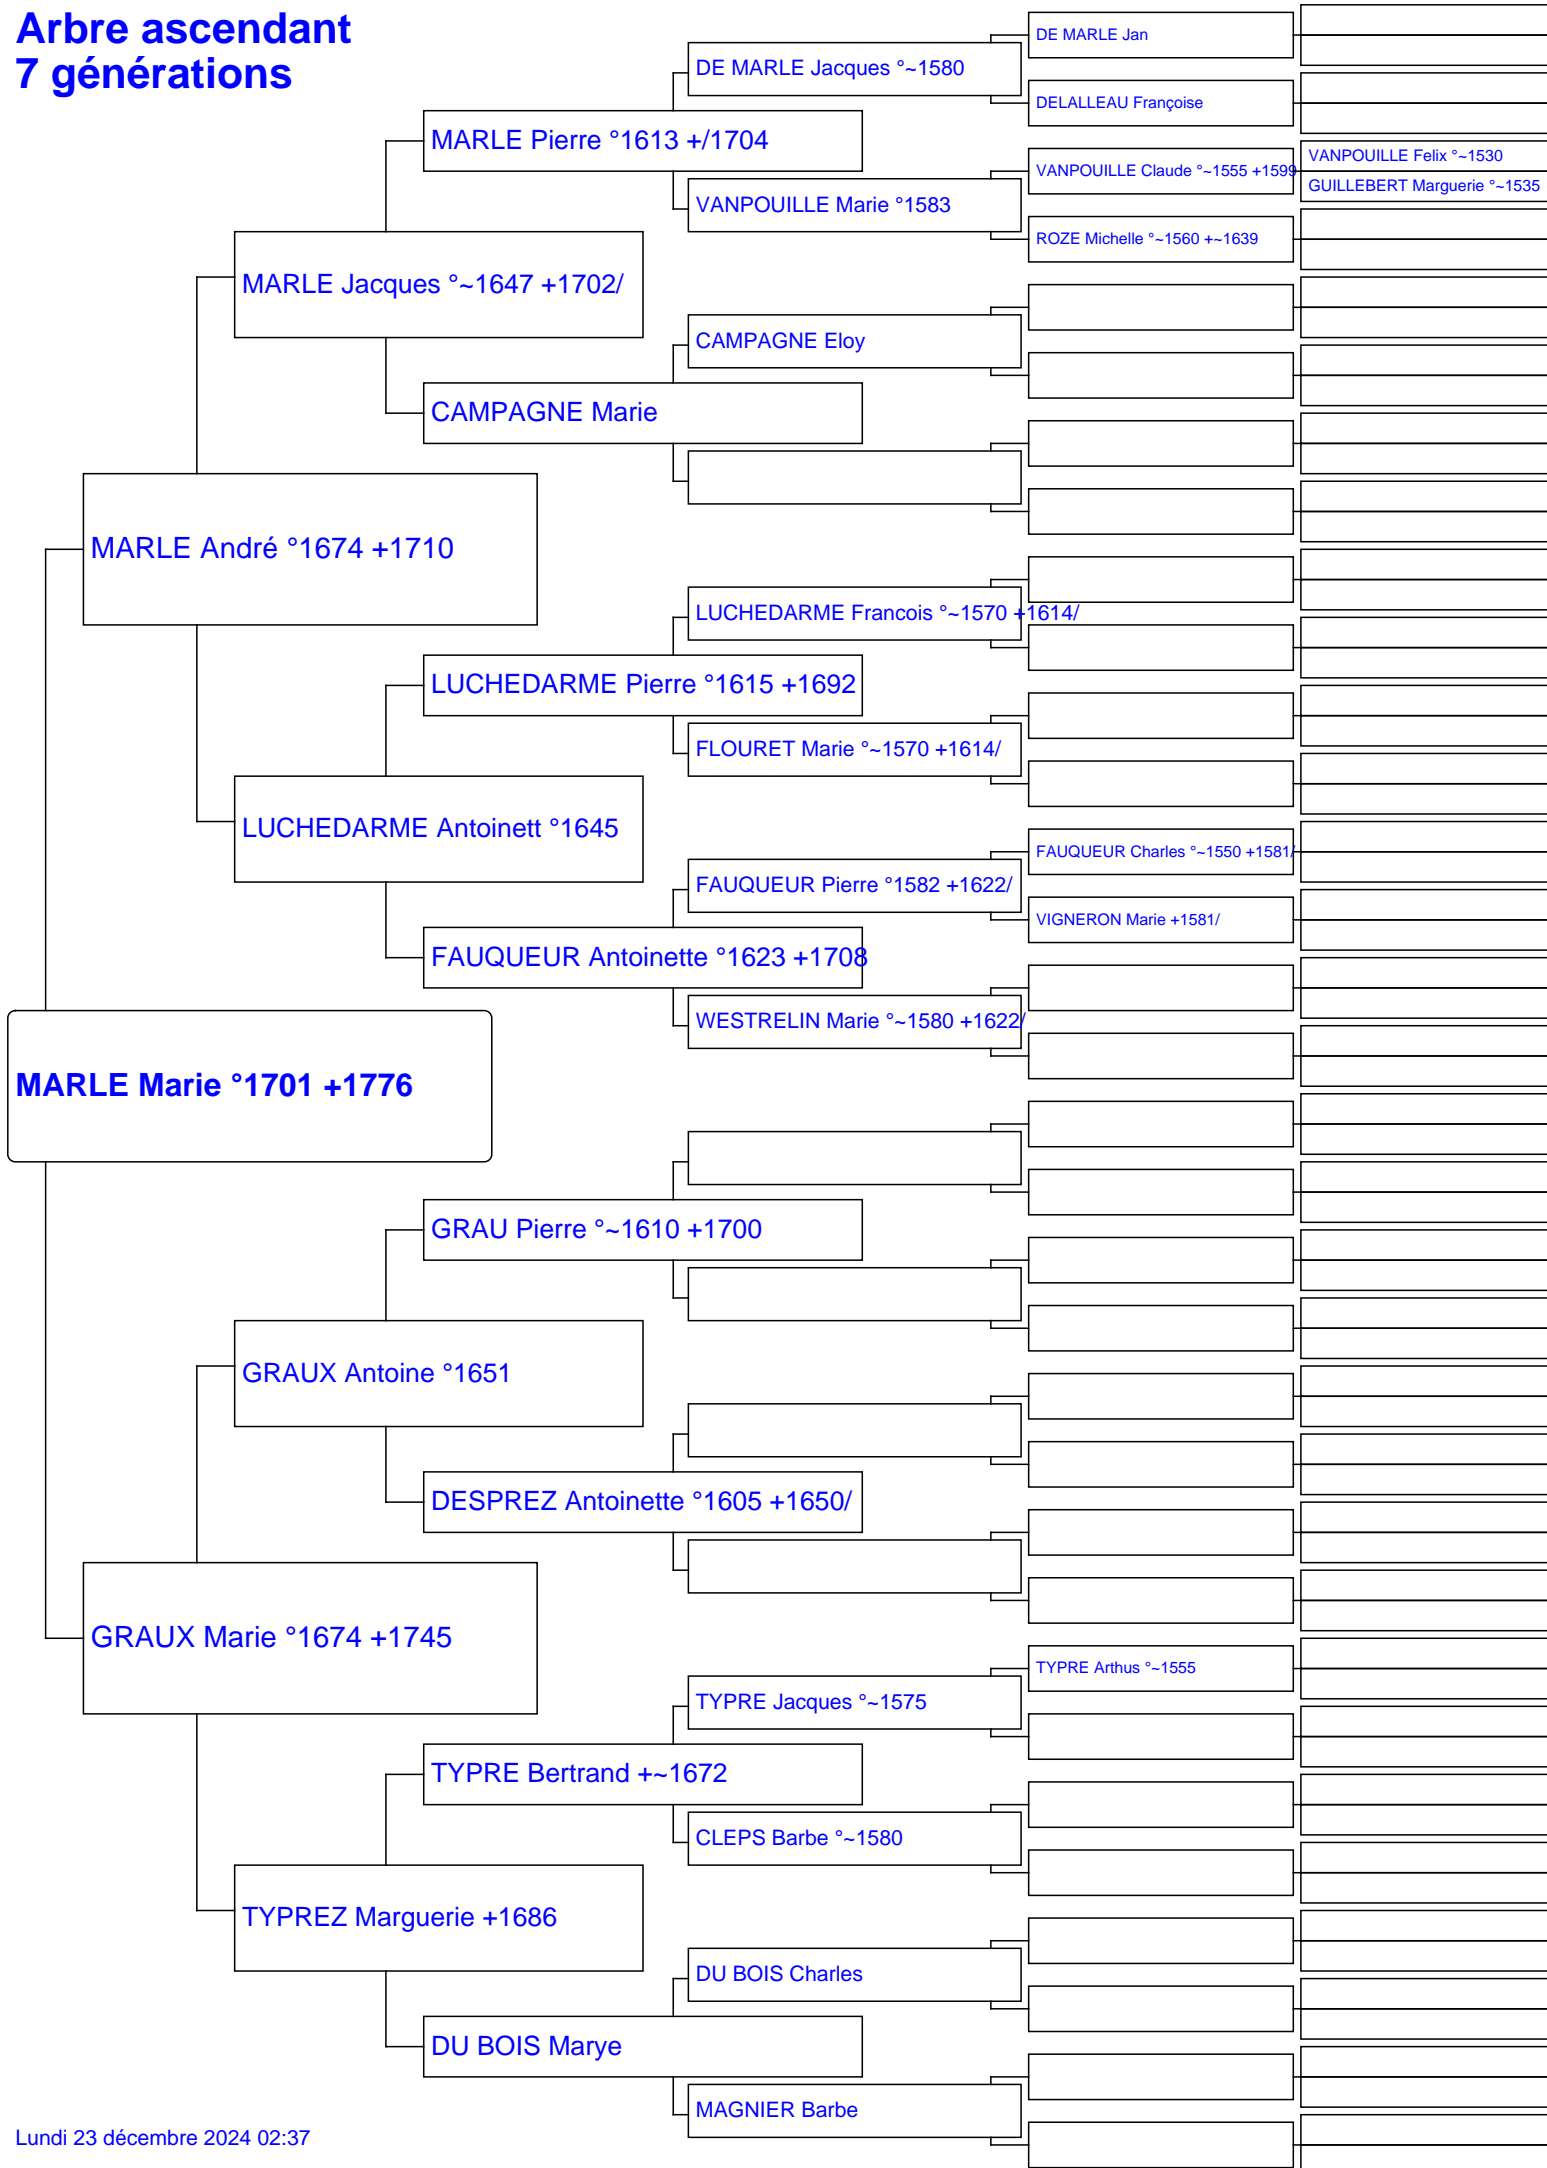 Arbre ascendant
7 générations
DE MARLE Jan
DE MARLE Jacques °~1580
DELALLEAU Françoise
MARLE Pierre °1613 +/1704
VANPOUILLE Felix °~1530
VANPOUILLE Claude °~1555 +1599
GUILLEBERT Marguerie °~1535
VANPOUILLE Marie °1583
ROZE Michelle °~1560 +~1639
MARLE Jacques °~1647 +1702/
CAMPAGNE Eloy
CAMPAGNE Marie
MARLE André °1674 +1710
LUCHEDARME Francois °~1570 +1614/
LUCHEDARME Pierre °1615 +1692
FLOURET Marie °~1570 +1614/
LUCHEDARME Antoinett °1645
FAUQUEUR Charles °~1550 +1581/
FAUQUEUR Pierre °1582 +1622/
VIGNERON Marie +1581/
FAUQUEUR Antoinette °1623 +1708
WESTRELIN Marie °~1580 +1622/
MARLE Marie °1701 +1776
GRAU Pierre °~1610 +1700
GRAUX Antoine °1651
DESPREZ Antoinette °1605 +1650/
GRAUX Marie °1674 +1745
TYPRE Arthus °~1555
TYPRE Jacques °~1575
TYPRE Bertrand +~1672
CLEPS Barbe °~1580
TYPREZ Marguerie +1686
DU BOIS Charles
DU BOIS Marye
MAGNIER Barbe
Lundi 23 décembre 2024 02:37